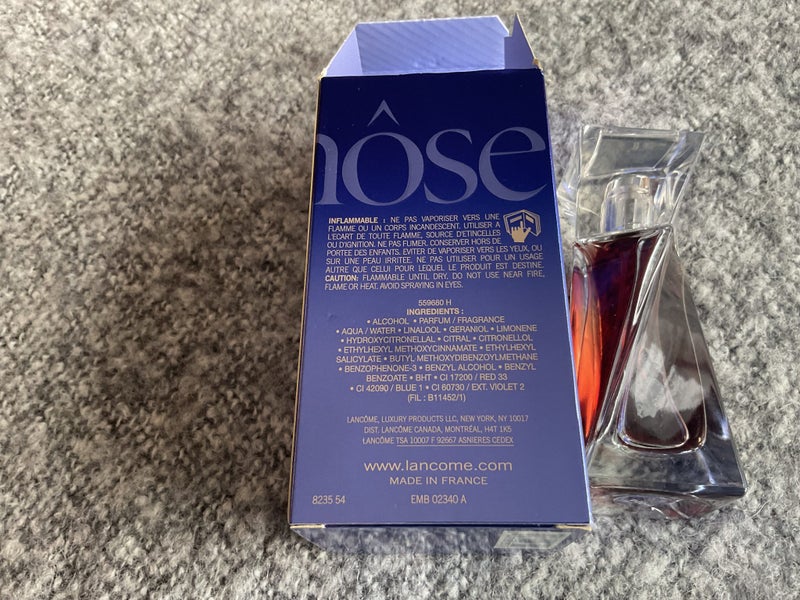 nôse
INFLAMMABLE : NE PAS VAPORISER VERS UNE
FLAMME OU UN CORPS INCANDESCENT. UTILISER A
L'ECART DE TOUTE FLAMME, SOURCE D'ETINCELLES
OU D'IGNITION. NE PAS FUMER. CONSERVER HORS DE
PORTEE DES ENFANTS. EVITER DE VAPORISER VERS LES YEUX, OU
SUR UNE PEAU IRRITEE. NE PAS UTILISER POUR UN USAGE
AUTRE QUE CELUI POUR LEQUEL LE PRODUIT EST DESTINE.
CAUTION: FLAMMABLE UNTIL DRY. DO NOT USE NEAR FIRE,
FLAME OR HEAT. AVOID SPRAYING IN EYES.
559680 H
INGREDIENTS :
• ALCOHOL • PARFUM / FRAGRANCE
• AQUA / WATER • LINALOOL • GERANIOL • LIMONENE
• HYDROXYCITRONELLAL • CITRAL • CITRONELLOL
• ETHYLHEXYL METHOXYCINNAMATE • ETHYLHEXYL
SALICYLATE • BUTYL METHOXYDIBENZOYLMETHANE
• BENZOPHENONE-3 • BENZYL ALCOHOL • BENZYL
BENZOATE • BHT • CI 17200 / RED 33
• CI 42090 / BLUE 1 • CI 60730 / EXT. VIOLET 2
(FIL : B11452/1)
LANCÔME, LUXURY PRODUCTS LLC, NEW YORK, NY 10017
DIST. LANCÔME CANADA, MONTRÉAL, H4T 1K5
LANCÔME TSA 10007 F 92667 ASNIERES CEDEX
www.lancome.com
MADE IN FRANCE
8235 54 EMB 02340 A